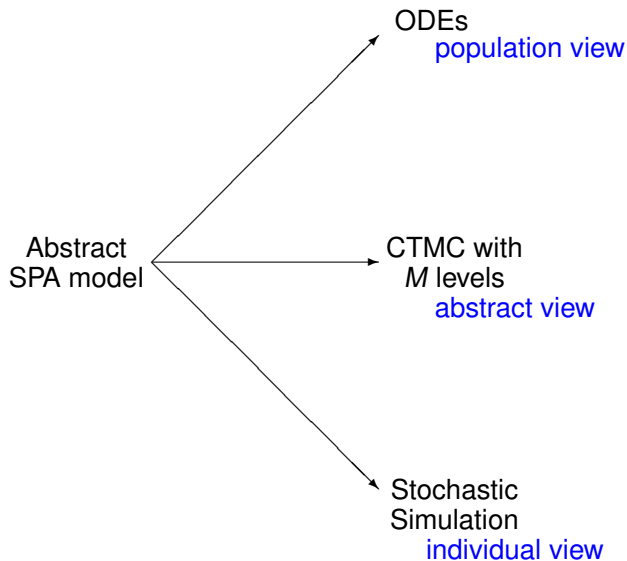 ODEs
population view
Abstract
SPA model
CTMC with
M levels
abstract view
Stochastic
Simulation
individual view